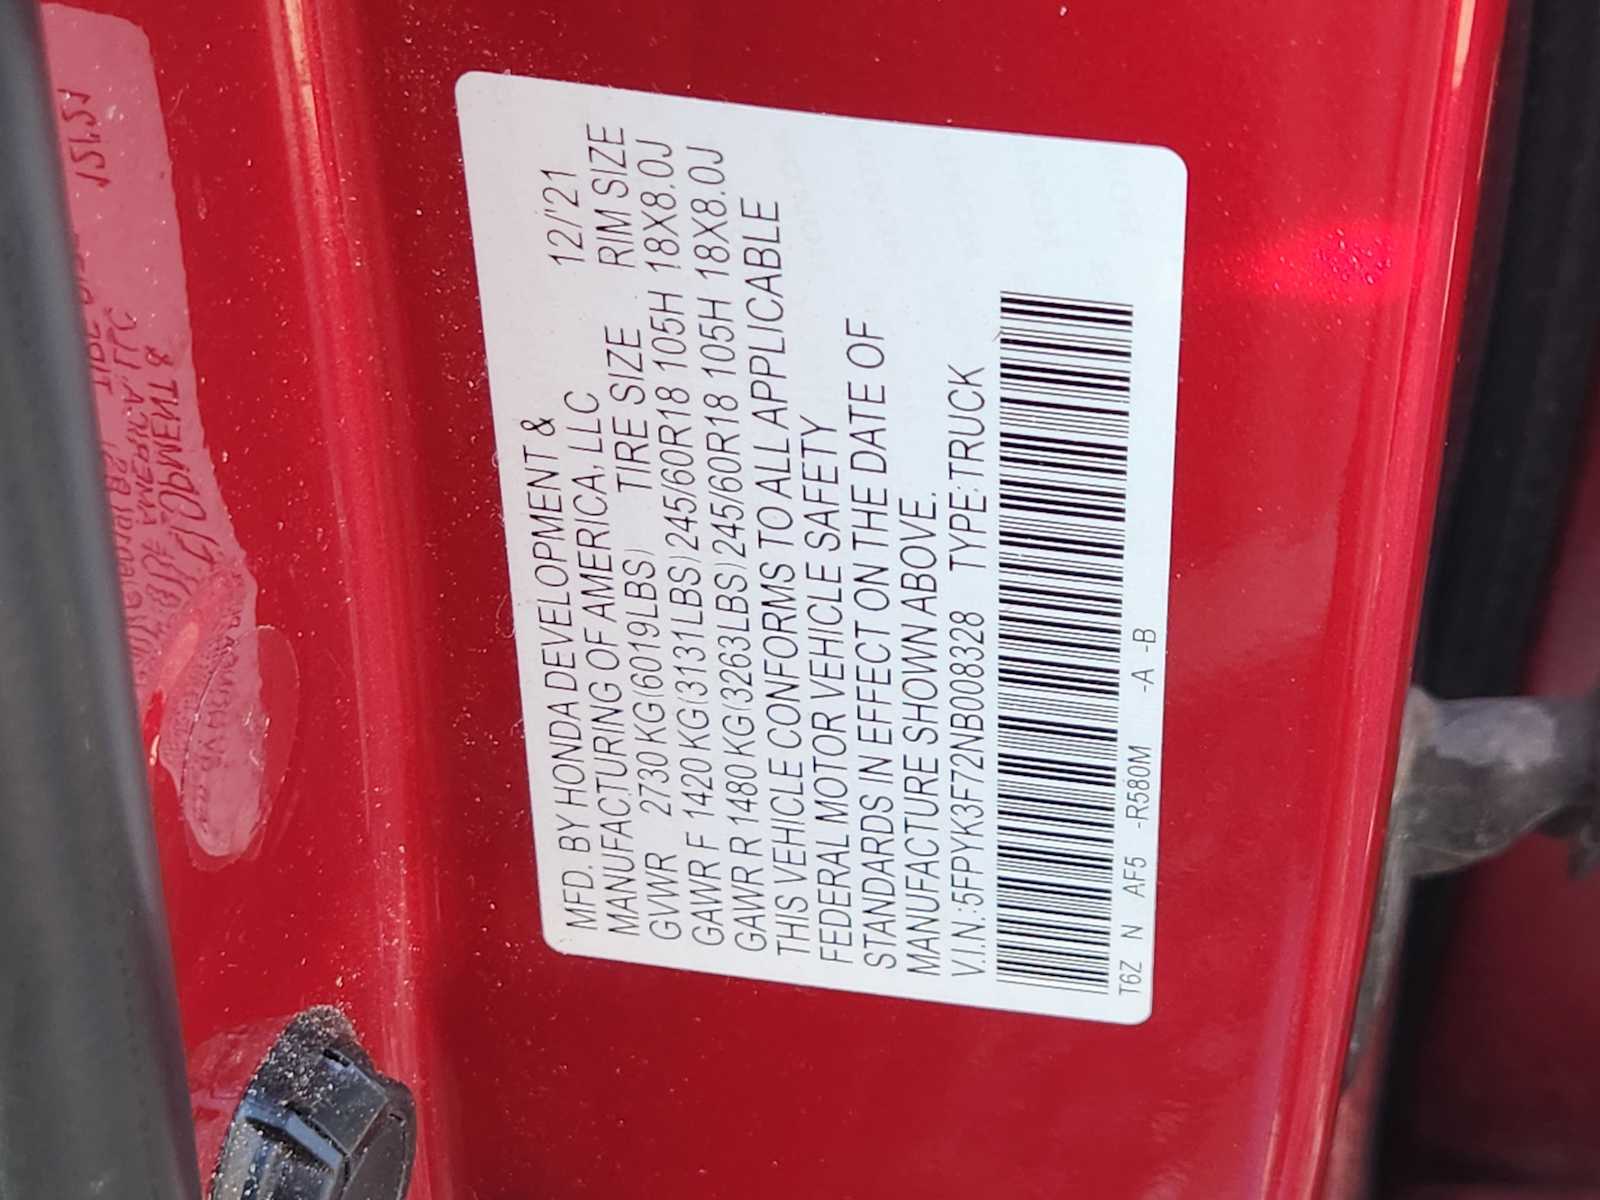 MFD. BY HONDA DEVELOPMENT &
MANUFACTURING OF AMERICA, LLC 12/'21
GVWR 2730 KG(6019LBS) TIRE SIZE RIM SIZE
GAWR F 1420 KG(3131LBS) 245/60R18 105H 18X8.0J
GAWR R 1480 KG(3263LBS) 245/60R18 105H 18X8.0J
THIS VEHICLE CONFORMS TO ALL APPLICABLE
FEDERAL MOTOR VEHICLE SAFETY
STANDARDS IN EFFECT ON THE DATE OF
MANUFACTURE SHOWN ABOVE.
V.I.N.:5FPYK3F72NB008328 TYPE:TRUCK
T6Z N AF5 -R580M -A -B